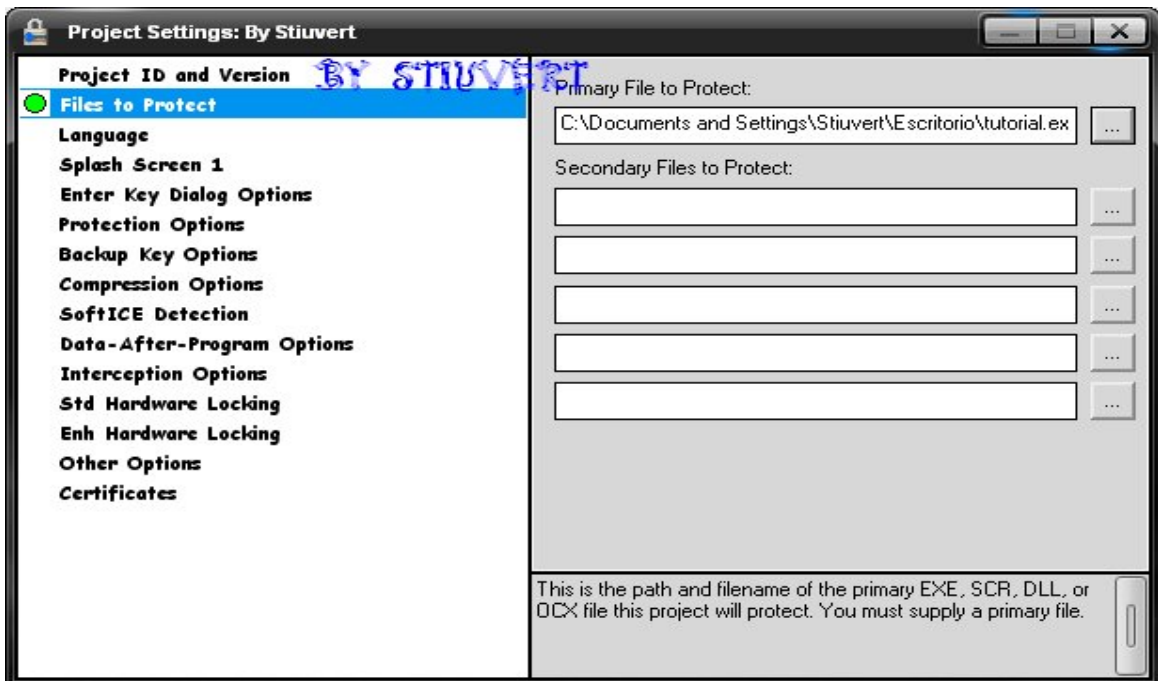 Project Settings: By Stiuvert
BY STIUVERT
Project ID and Version
Files to Protect
Language
Splash Screen 1
Enter Key Dialog Options
Protection Options
Backup Key Options
Compression Options
SoftICE Detection
Data-After-Program Options
Interception Options
Std Hardware Locking
Enh Hardware Locking
Other Options
Certificates
Primary File to Protect:
C:\Documents and Settings\Stiuvert\Escritorio\tutorial.ex
...
Secondary Files to Protect:
...
...
...
...
...
This is the path and filename of the primary EXE, SCR, DLL, or
OCX file this project will protect. You must supply a primary file.